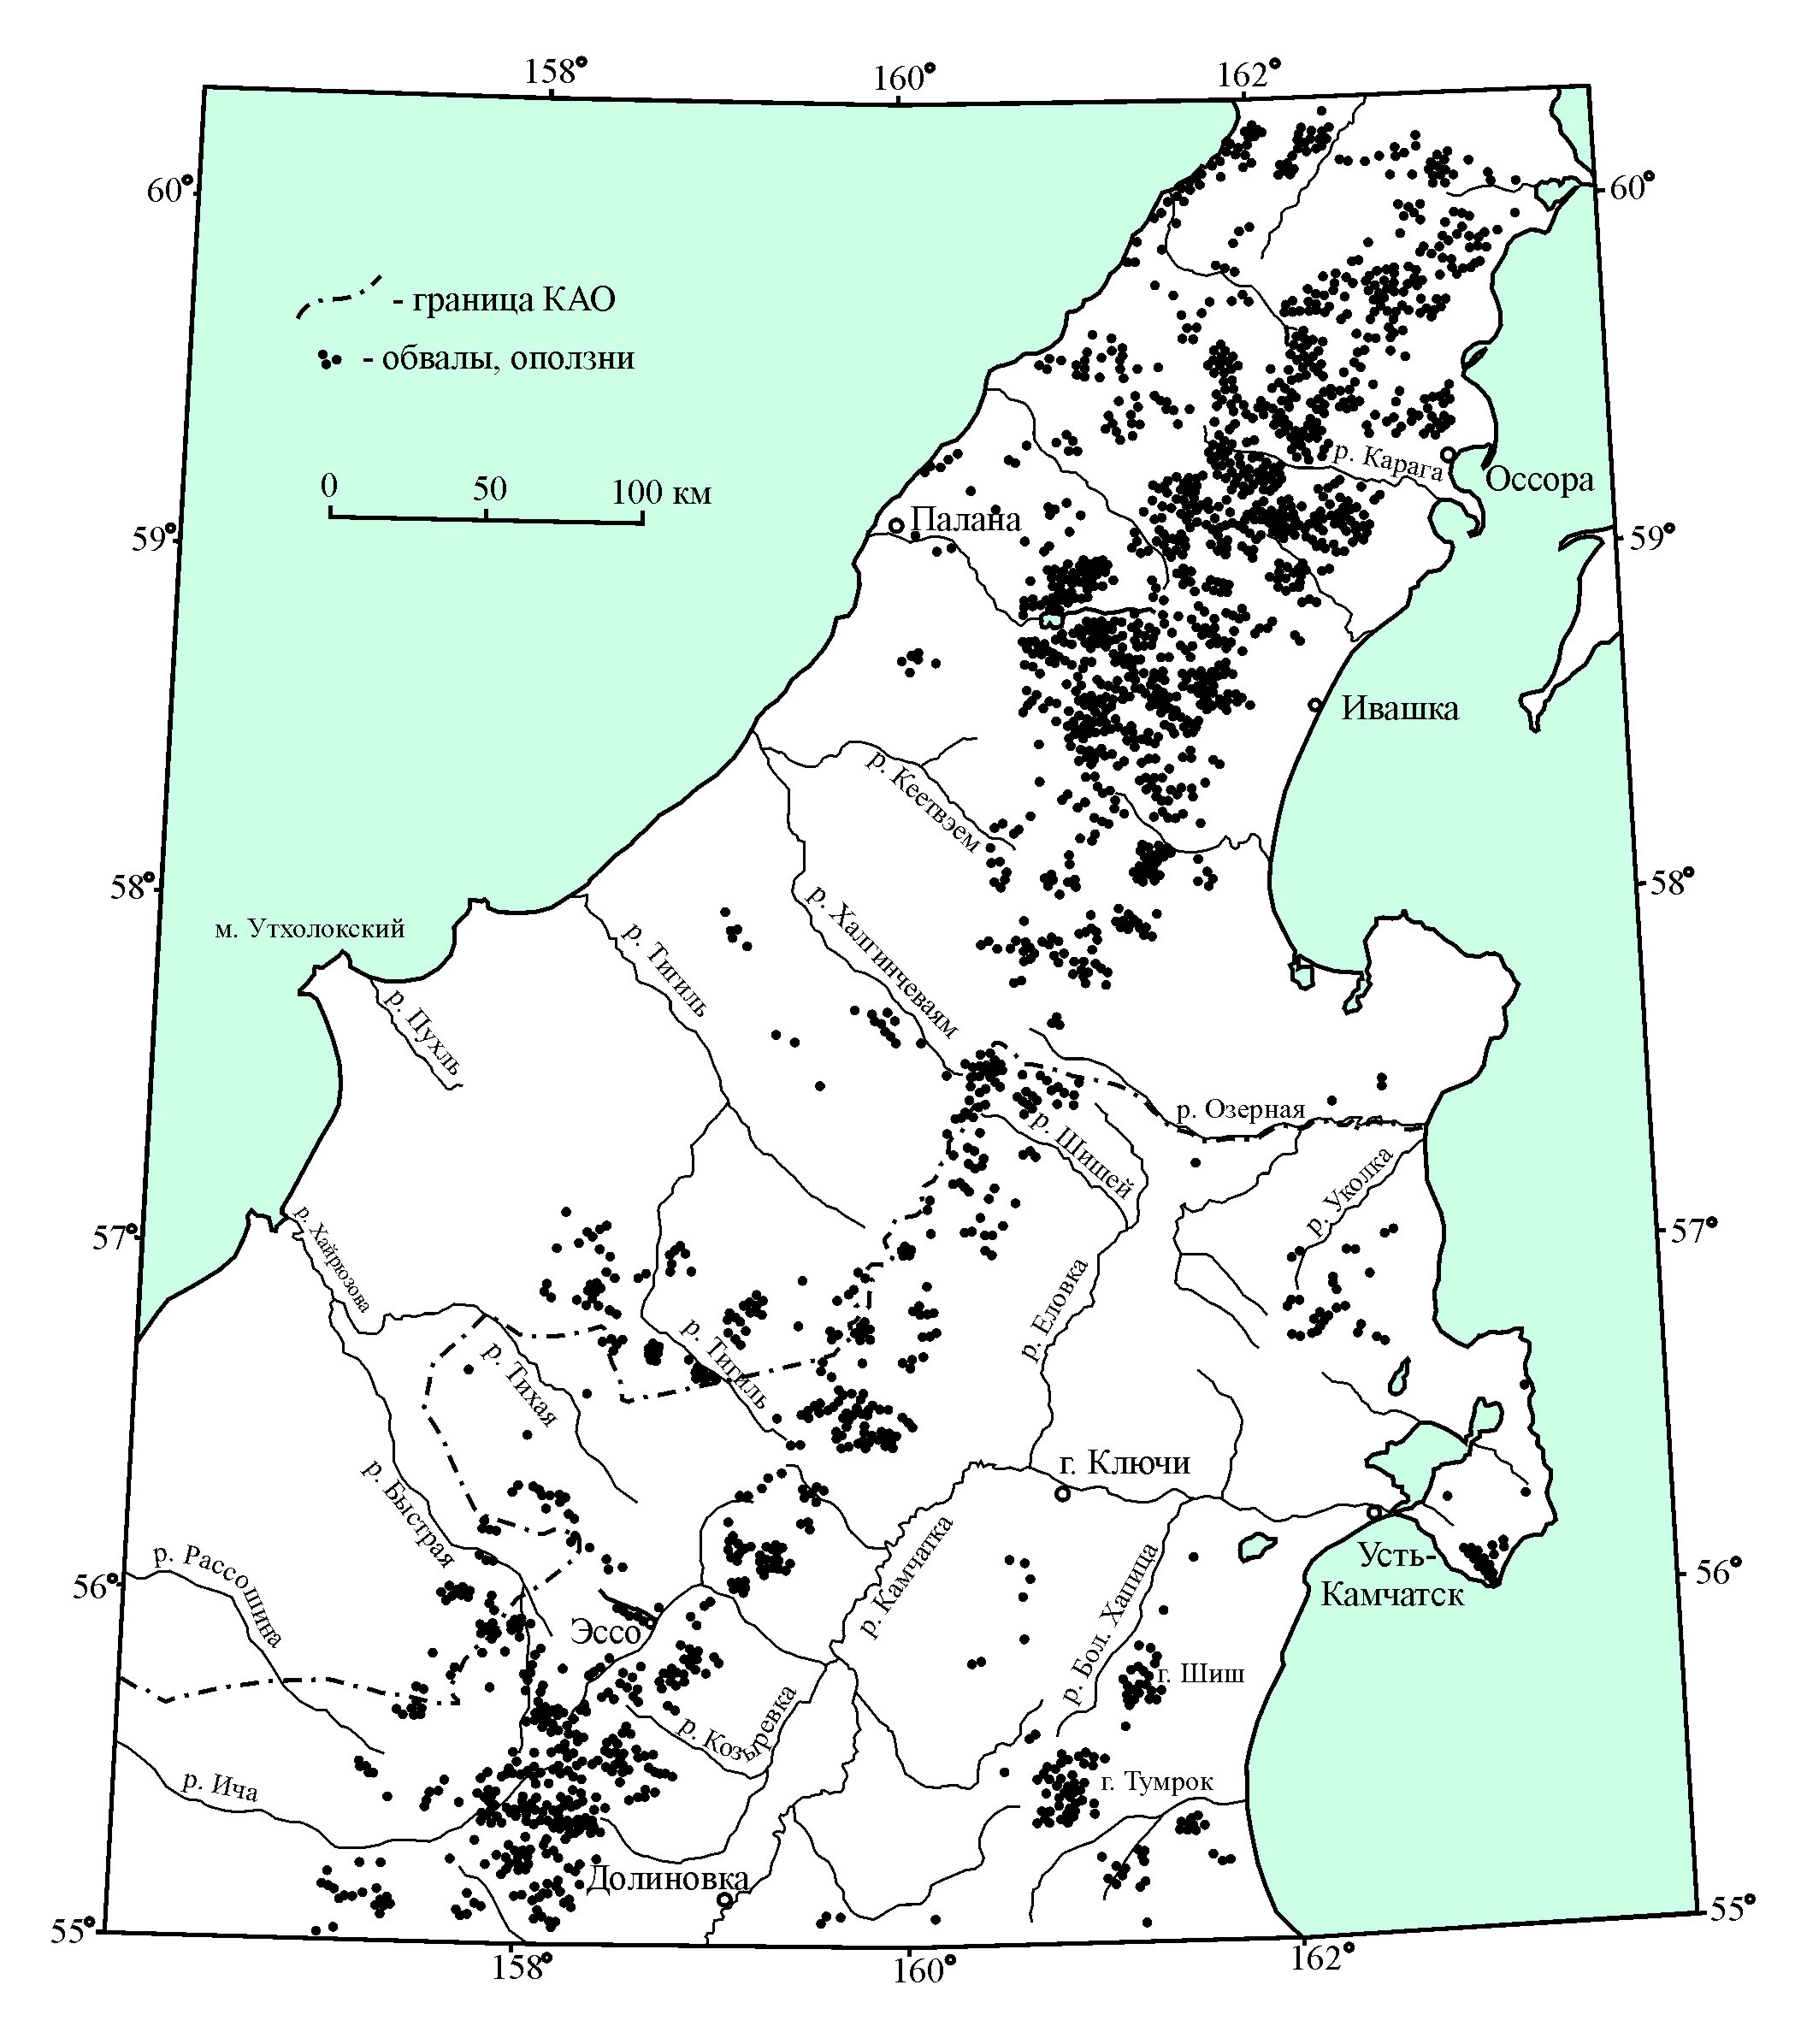 158°
160°
162°
60°
60°
- граница КАО
- обвалы, оползни
0
50
100 км
р. Карага
Оссора
Палана
59°
59°
Ивашка
р. Кеетвэем
58°
58°
м. Утхолокский
р. Халгинчеваям
р. Тигиль
р. Пухль
р. Озерная
р. Шишей
р. Уколка
р. Хайрюзова
57°
57°
р. Еловка
р. Тигиль
р. Тихая
г. Ключи
р. Быстрая
р. Камчатка
р. Рассошина
Усть-
Камчатск
56°
56°
р. Бол. Хапица
Эссо
г. Шиш
р. Козыревка
р. Ича
г. Тумрок
Долиновка
55°
55°
158°
160°
162°